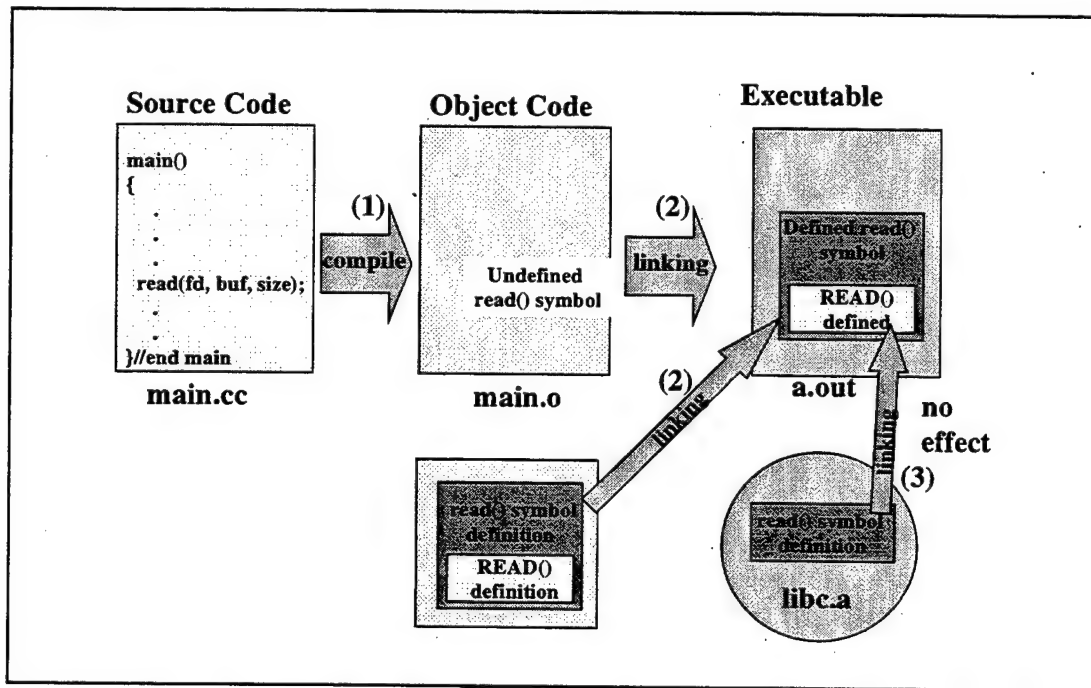 Source Code
main()
{
.
.
.
read(fd, buf, size);
.
.
}//end main
main.cc
(1)
compile
Object Code
Undefined
read() symbol
main.o
(2)
linking
Executable
Defined read()
symbol
READ()
defined
a.out
(2)
linking
read() symbol
definition
READ()
definition
linking
no
effect
(3)
read() symbol
definition
libc.a